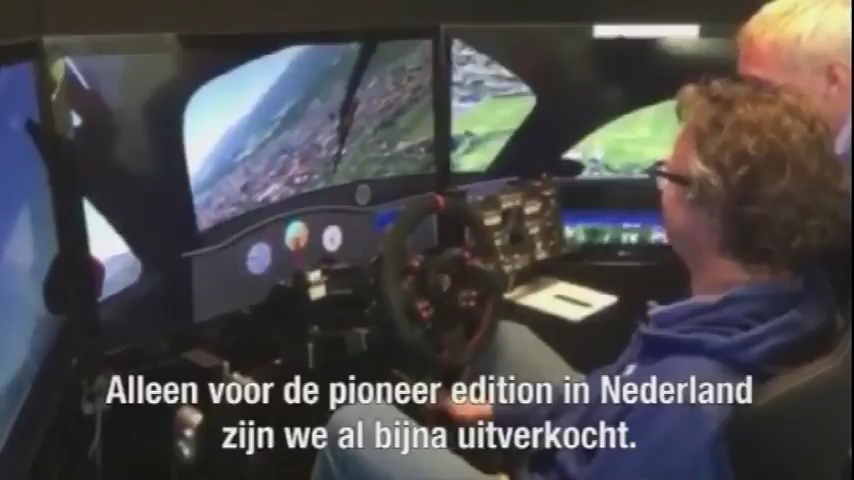 Alleen voor de pioneer edition in Nederland
zijn we al bijna uitverkocht.